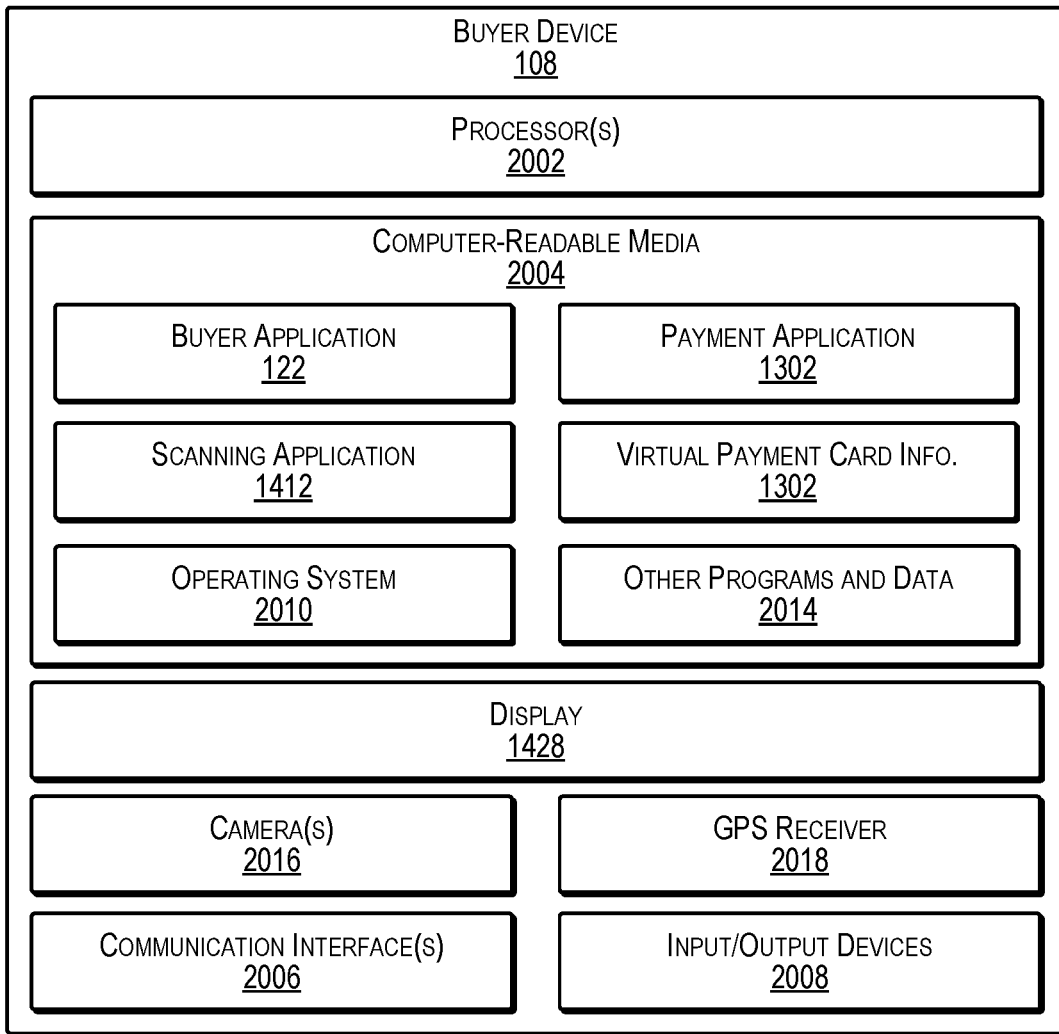 BUYER DEVICE
108
PROCESSOR(S)
2002
COMPUTER-READABLE MEDIA
2004
BUYER APPLICATION
122
PAYMENT APPLICATION
1302
SCANNING APPLICATION
1412
VIRTUAL PAYMENT CARD INFO.
1302
OPERATING SYSTEM
2010
OTHER PROGRAMS AND DATA
2014
DISPLAY
1428
CAMERA(S)
2016
GPS RECEIVER
2018
COMMUNICATION INTERFACE(S)
2006
INPUT/OUTPUT DEVICES
2008